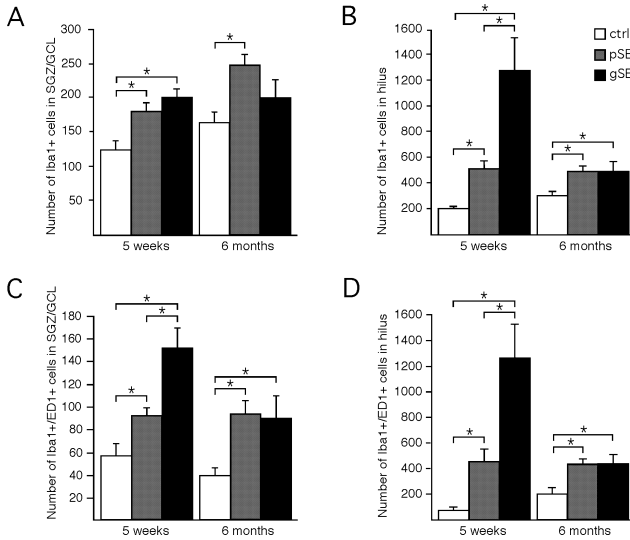 A
Number of Iba1+ cells in SGZ/GCL
300
250
200
150
100
50
*
*
*
5 weeks
6 months
B
Number of Iba1+ cells in hilus
1600
1400
1200
1000
800
600
400
200
*
*
*
*
*
5 weeks
6 months
ctrl
pSE
gSE
C
Number of Iba1+/ED1+ cells in SGZ/GCL
180
160
140
120
100
80
60
40
20
*
*
*
*
*
5 weeks
6 months
D
Number of Iba1+/ED1+ cells in hilus
1600
1400
1200
1000
800
600
400
200
*
*
*
*
*
5 weeks
6 months